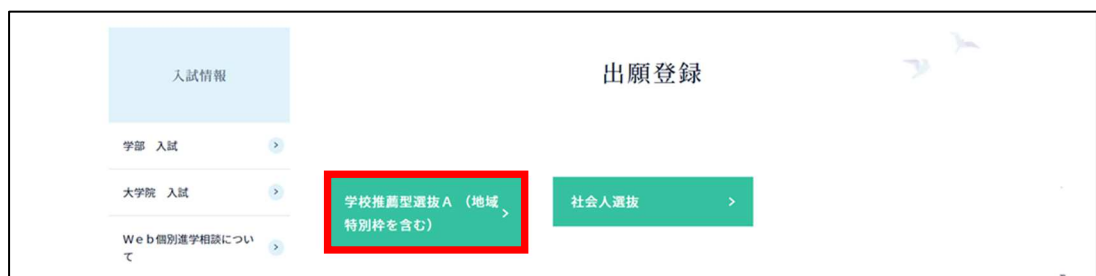 入試情報
出願登録
学部 入試
大学院 入試
Ｗｅｂ個別進学相談につい
て
学校推薦型選抜Ａ （地域
特別枠を含む）
社会人選抜